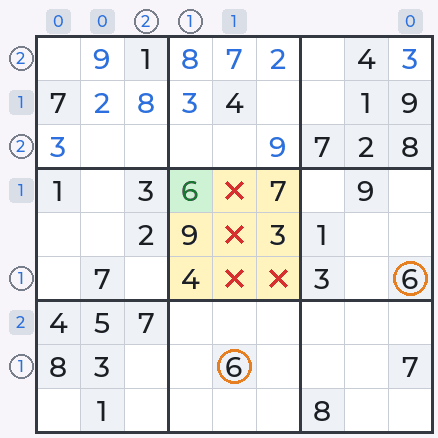 0 0 2 1 1 0
2 9 1 8 7 2 4 3
1 7 2 8 3 4 1 9
2 3 9 7 2 8
1 1 3 6 × 7 9
2 9 × 3 1
1 7 4 × × 3 6
2 4 5 7
1 8 3 6 7
1 8